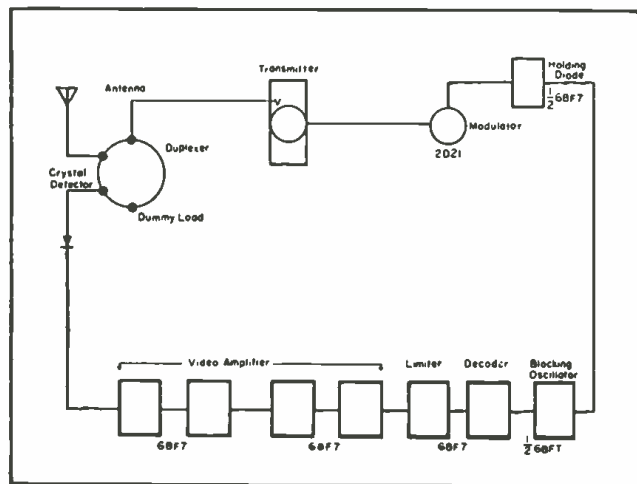 Holding
Diode
Transmitter
Antenna
1/2 6BF7
Duplexer
Modulator
2D21
Crystal
Detector
Dummy Load
Video Amplifier
Limiter
Decoder
Blocking
Oscillator
6BF7
6BF7
6BF7
1/2 6BF7